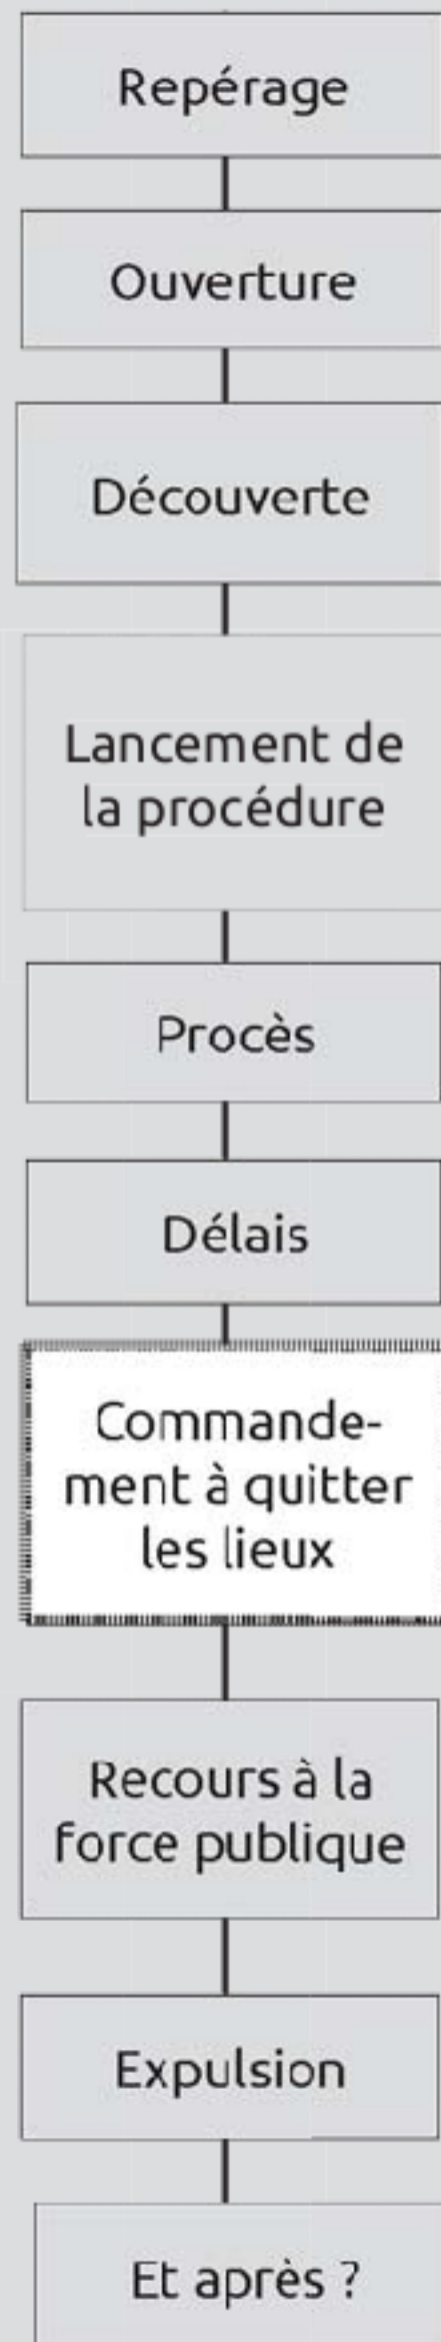 Repérage
Ouverture
Découverte
Lancement de
la procédure
Procès
Délais
Commande-
ment à quitter
les lieux
Recours à la
force publique
Expulsion
Et après ?